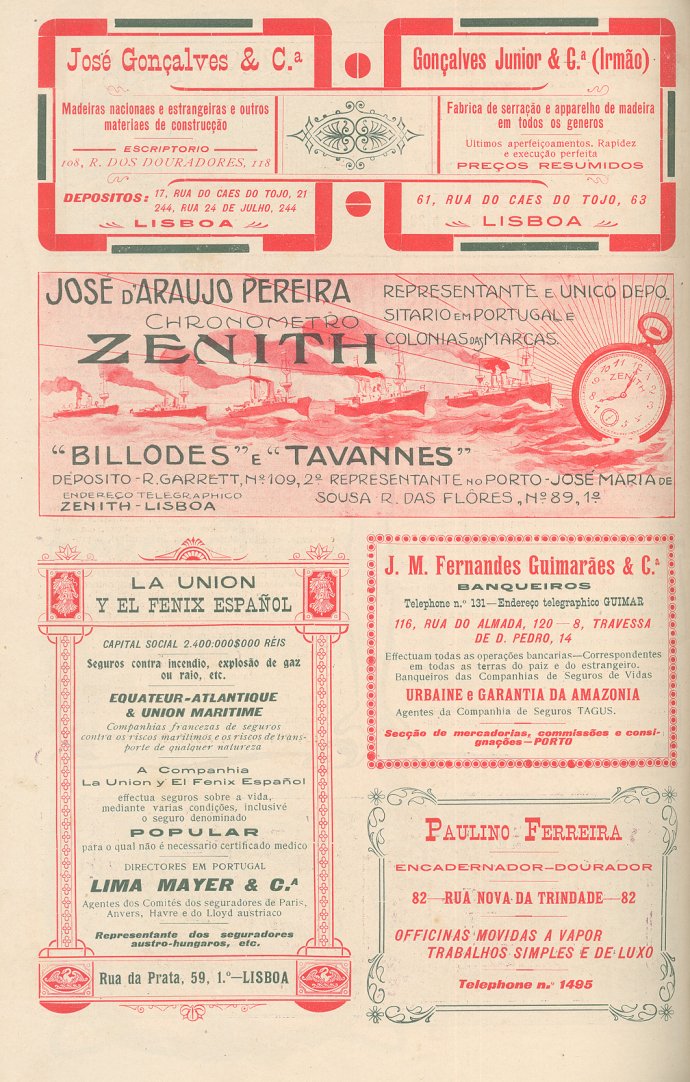 José Gonçalves & C.ª
Madeiras nacionaes e estrangeiras e outros
materiaes de construcção
ESCRIPTORIO
108, R. DOS DOURADORES, 118
DEPOSITOS: 17, RUA DO CAES DO TOJO, 21
244, RUA 24 DE JULHO, 244
LISBOA
Gonçalves Junior & C.ª (Irmão)
Fabrica de serração e apparelho de madeira
em todos os generos
Ultimos aperfeiçoamentos. Rapidez
e execução perfeita
PREÇOS RESUMIDOS
61, RUA DO CAES DO TOJO, 63
LISBOA
JOSE D'ARAUJO PEREIRA
CHRONOMETRO
ZENITH
REPRESENTANTE E UNICO DEPO-
SITARIO EM PORTUGAL E
COLONIAS DAS MARCAS.
ZENITH
"BILLODES" E "TAVANNES"
DEPOSITO - R. GARRETT, Nº 109, 2º REPRESENTANTE NO PORTO - JOSÉ MARIA DE
ENDEREÇO TELEGRAPHICO
SOUSA R. DAS FLÔRES, Nº 89, 1º
ZENITH - LISBOA
LA UNION
Y EL FENIX ESPAÑOL
CAPITAL SOCIAL 2.400:000$000 RÉIS
Seguros contra incendio, explosão de gaz
ou raio, etc.
EQUATEUR-ATLANTIQUE
& UNION MARITIME
Companhias francezas de seguros
contra os riscos maritimos e os riscos de trans-
porte de qualquer natureza
A Companhia
La Union y El Fenix Español
effectua seguros sobre a vida,
mediante varias condições, inclusivé
o seguro denominado
POPULAR
para o qual não é necessario certificado medico
DIRECTORES EM PORTUGAL
LIMA MAYER & C.ª
Agentes dos Comités dos seguradores de Paris,
Anvers, Havre e do Lloyd austriaco
Representante dos seguradores
austro-hungaros, etc.
Rua da Prata, 59, 1.º—LISBOA
J. M. Fernandes Guimarães & C.ª
BANQUEIROS
Telephone n.º 131—Endereço telegraphico GUIMAR
116, RUA DO ALMADA, 120 — 8, TRAVESSA
DE D. PEDRO, 14
Effectuam todas as operações bancarias—Correspondentes
em todas as terras do paiz e do estrangeiro.
Banqueiros das Companhias de Seguros de Vidas
URBAINE e GARANTIA DA AMAZONIA
Agentes da Companhia de Seguros TAGUS.
Secção de mercadorias, commissões e consi-
gnações—PORTO
PAULINO FERREIRA
ENCADERNADOR-DOURADOR
82—RUA NOVA DA TRINDADE—82
OFFICINAS MOVIDAS A VAPOR
TRABALHOS SIMPLES E DE LUXO
Telephone n.º 1495